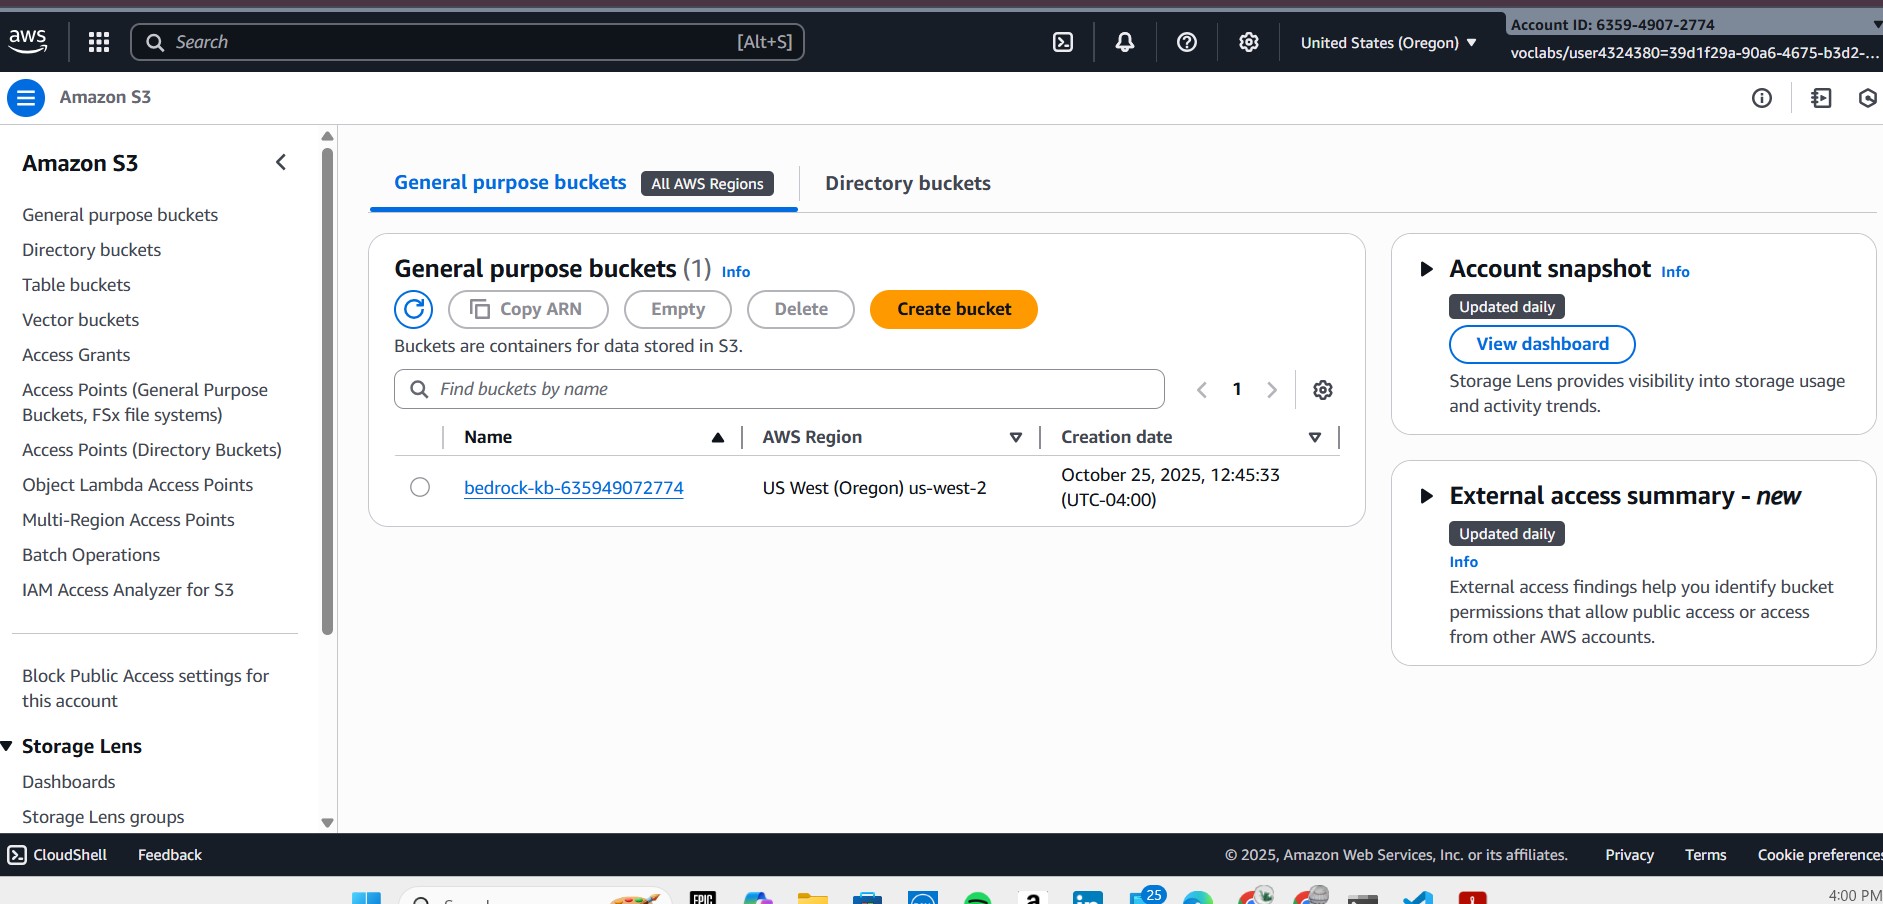 aws
Search
[Alt+S]
United States (Oregon)
Account ID: 6359-4907-2774
voclabs/user4324380=39d1f29a-90a6-4675-b3d2-...
Amazon S3
Amazon S3
General purpose buckets
Directory buckets
Table buckets
Vector buckets
Access Grants
Access Points (General Purpose
Buckets, FSx file systems)
Access Points (Directory Buckets)
Object Lambda Access Points
Multi-Region Access Points
Batch Operations
IAM Access Analyzer for S3
Block Public Access settings for
this account
Storage Lens
Dashboards
Storage Lens groups
General purpose buckets
All AWS Regions
Directory buckets
General purpose buckets (1) Info
Copy ARN
Empty
Delete
Create bucket
Buckets are containers for data stored in S3.
Find buckets by name
1
Name
AWS Region
Creation date
bedrock-kb-635949072774
US West (Oregon) us-west-2
October 25, 2025, 12:45:33
(UTC-04:00)
Account snapshot Info
Updated daily
View dashboard
Storage Lens provides visibility into storage usage
and activity trends.
External access summary - new
Updated daily
Info
External access findings help you identify bucket
permissions that allow public access or access
from other AWS accounts.
CloudShell
Feedback
© 2025, Amazon Web Services, Inc. or its affiliates.
Privacy
Terms
Cookie preferences
EPIC
a
in
25
4:00 PM